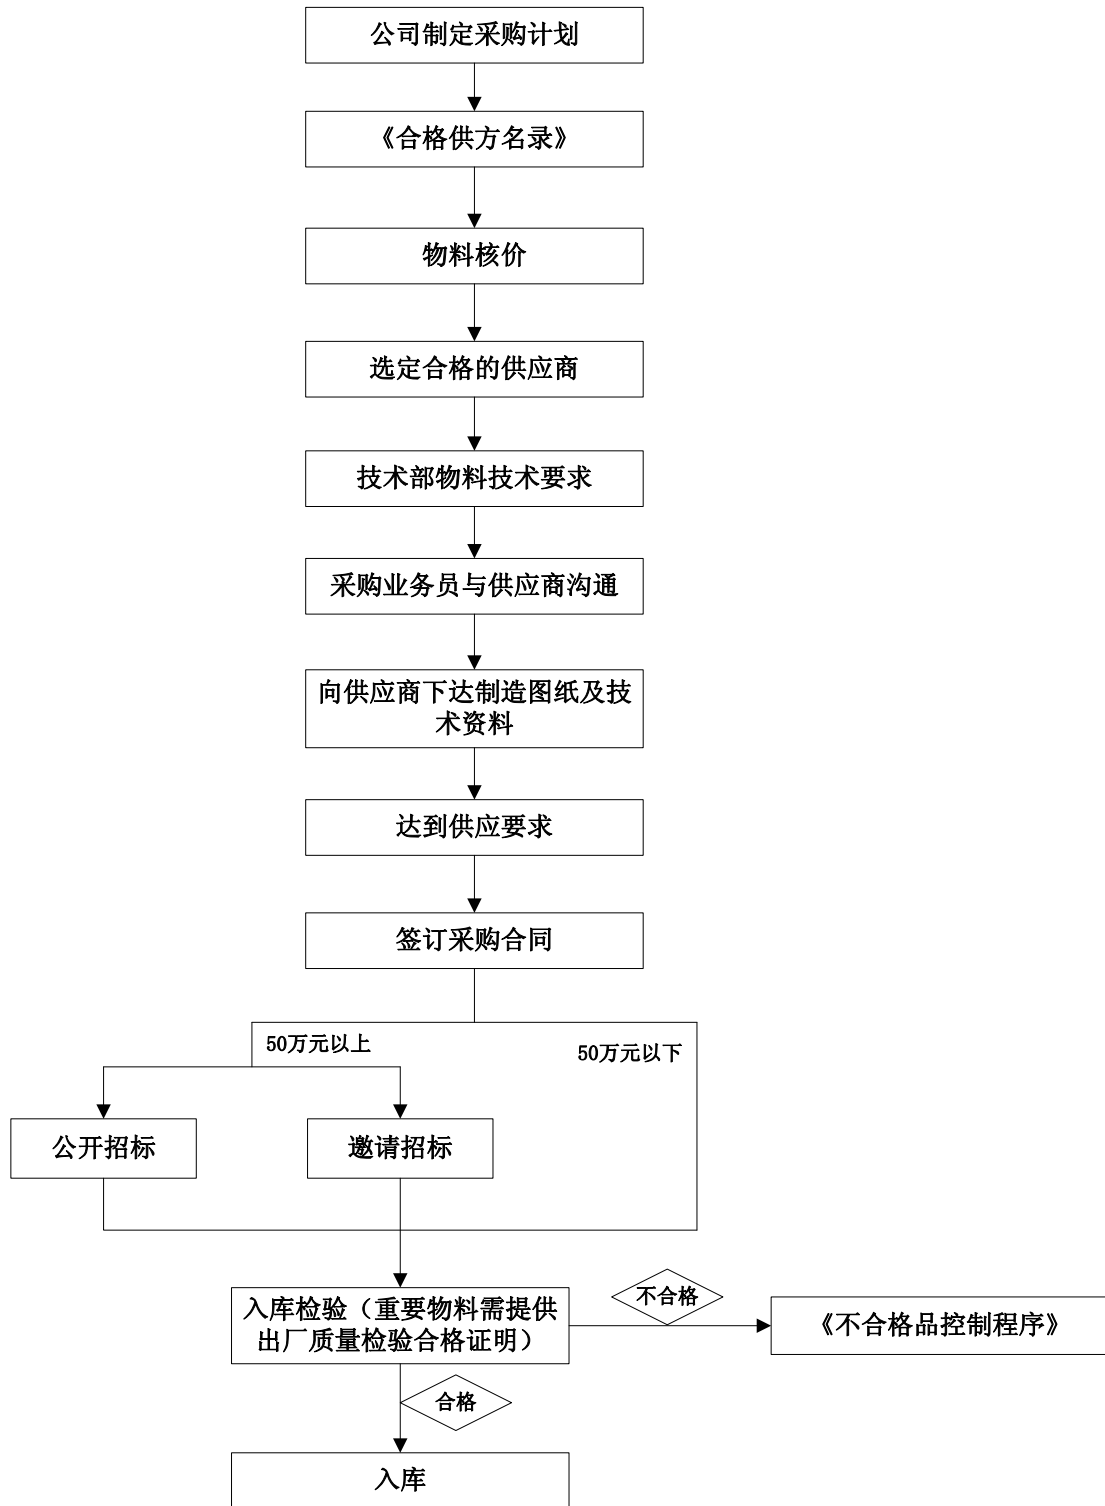 公司制定采购计划
《合格供方名录》
物料核价
选定合格的供应商
技术部物料技术要求
采购业务员与供应商沟通
向供应商下达制造图纸及技
术资料
达到供应要求
签订采购合同
50万元以上
50万元以下
公开招标
邀请招标
入库检验（重要物料需提供
出厂质量检验合格证明）
不合格
《不合格品控制程序》
合格
入库